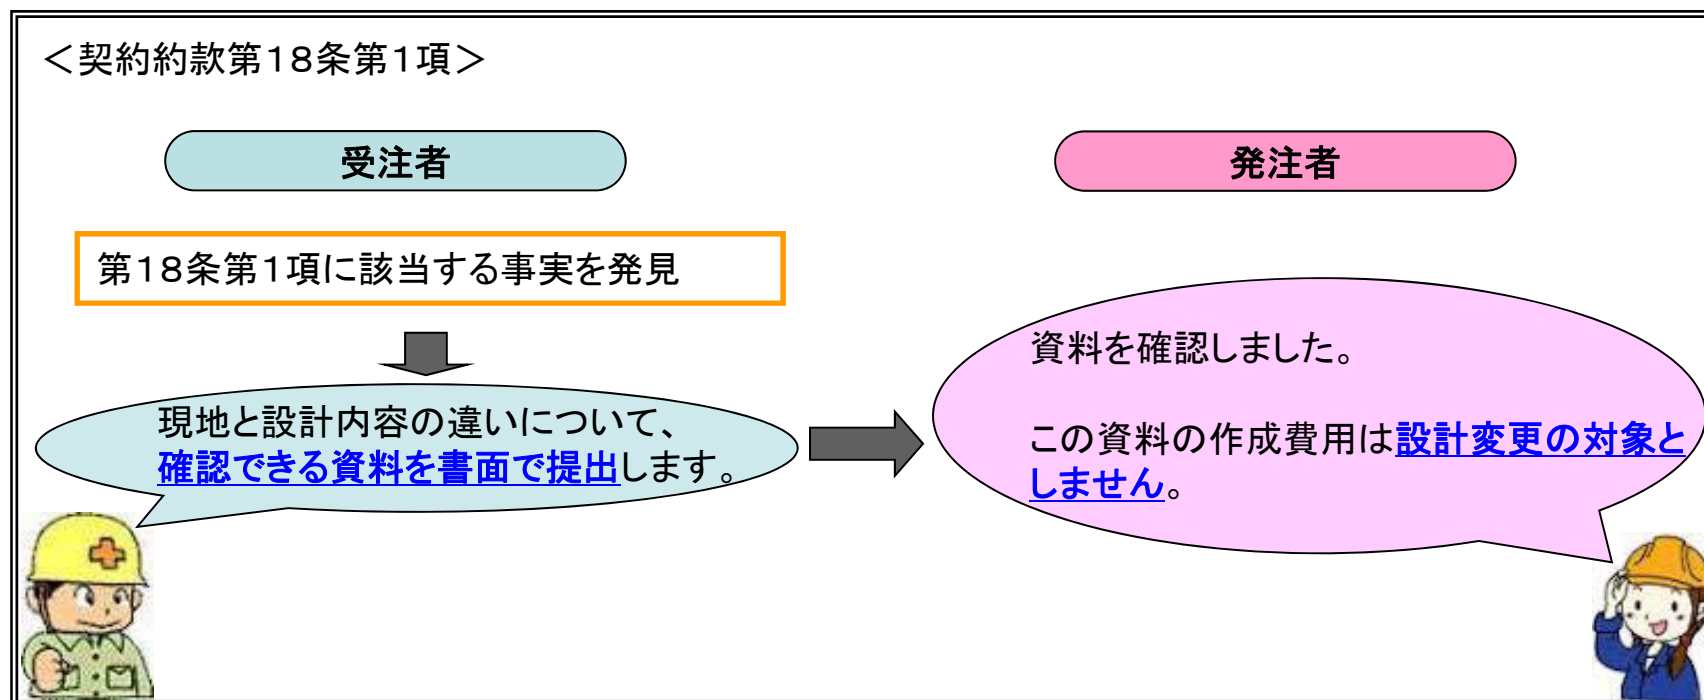 ＜契約約款第１８条第１項＞
受注者
発注者
第１８条第１項に該当する事実を発見
現地と設計内容の違いについて、
確認できる資料を書面で提出します。
資料を確認しました。
この資料の作成費用は設計変更の対象と
しません。